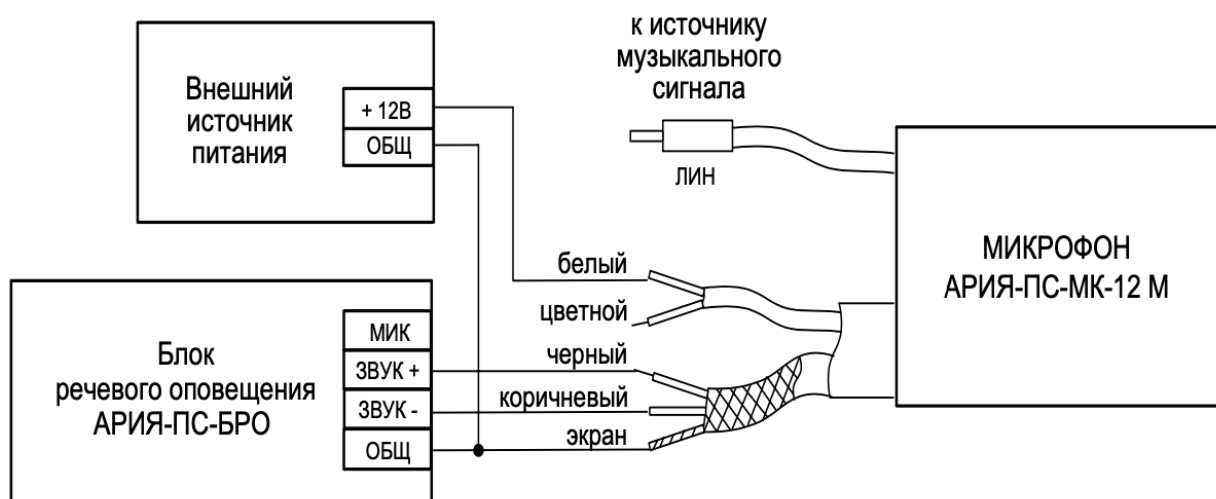 к источнику
музыкального
сигнала
Внешний
источник
питания
+ 12В
ОБЩ
ЛИН
МИКРОФОН
АРИЯ-ПС-МК-12 М
белый
цветной
черный
коричневый
экран
Блок
речевого оповещения
АРИЯ-ПС-БРО
МИК
ЗВУК +
ЗВУК -
ОБЩ